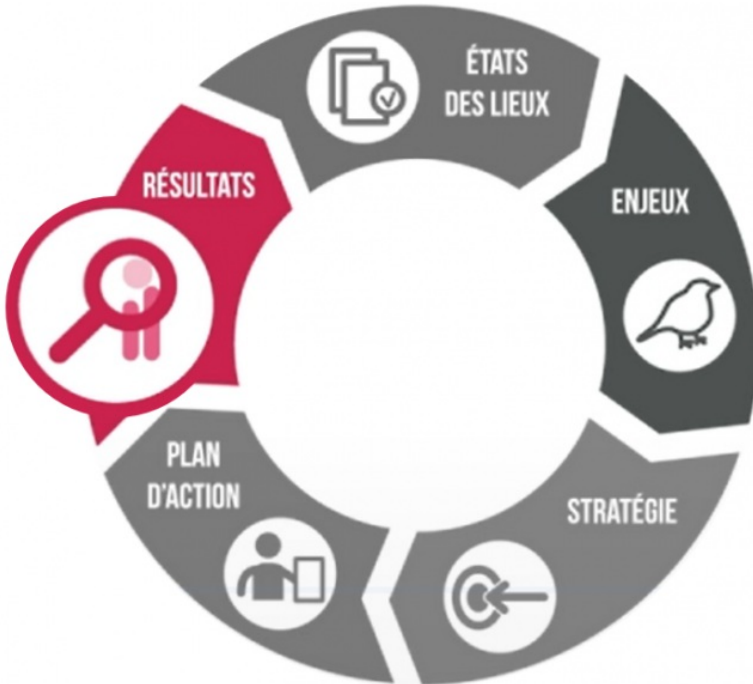 ÉTATS
DES LIEUX
ENJEUX
STRATÉGIE
PLAN
D'ACTION
RÉSULTATS